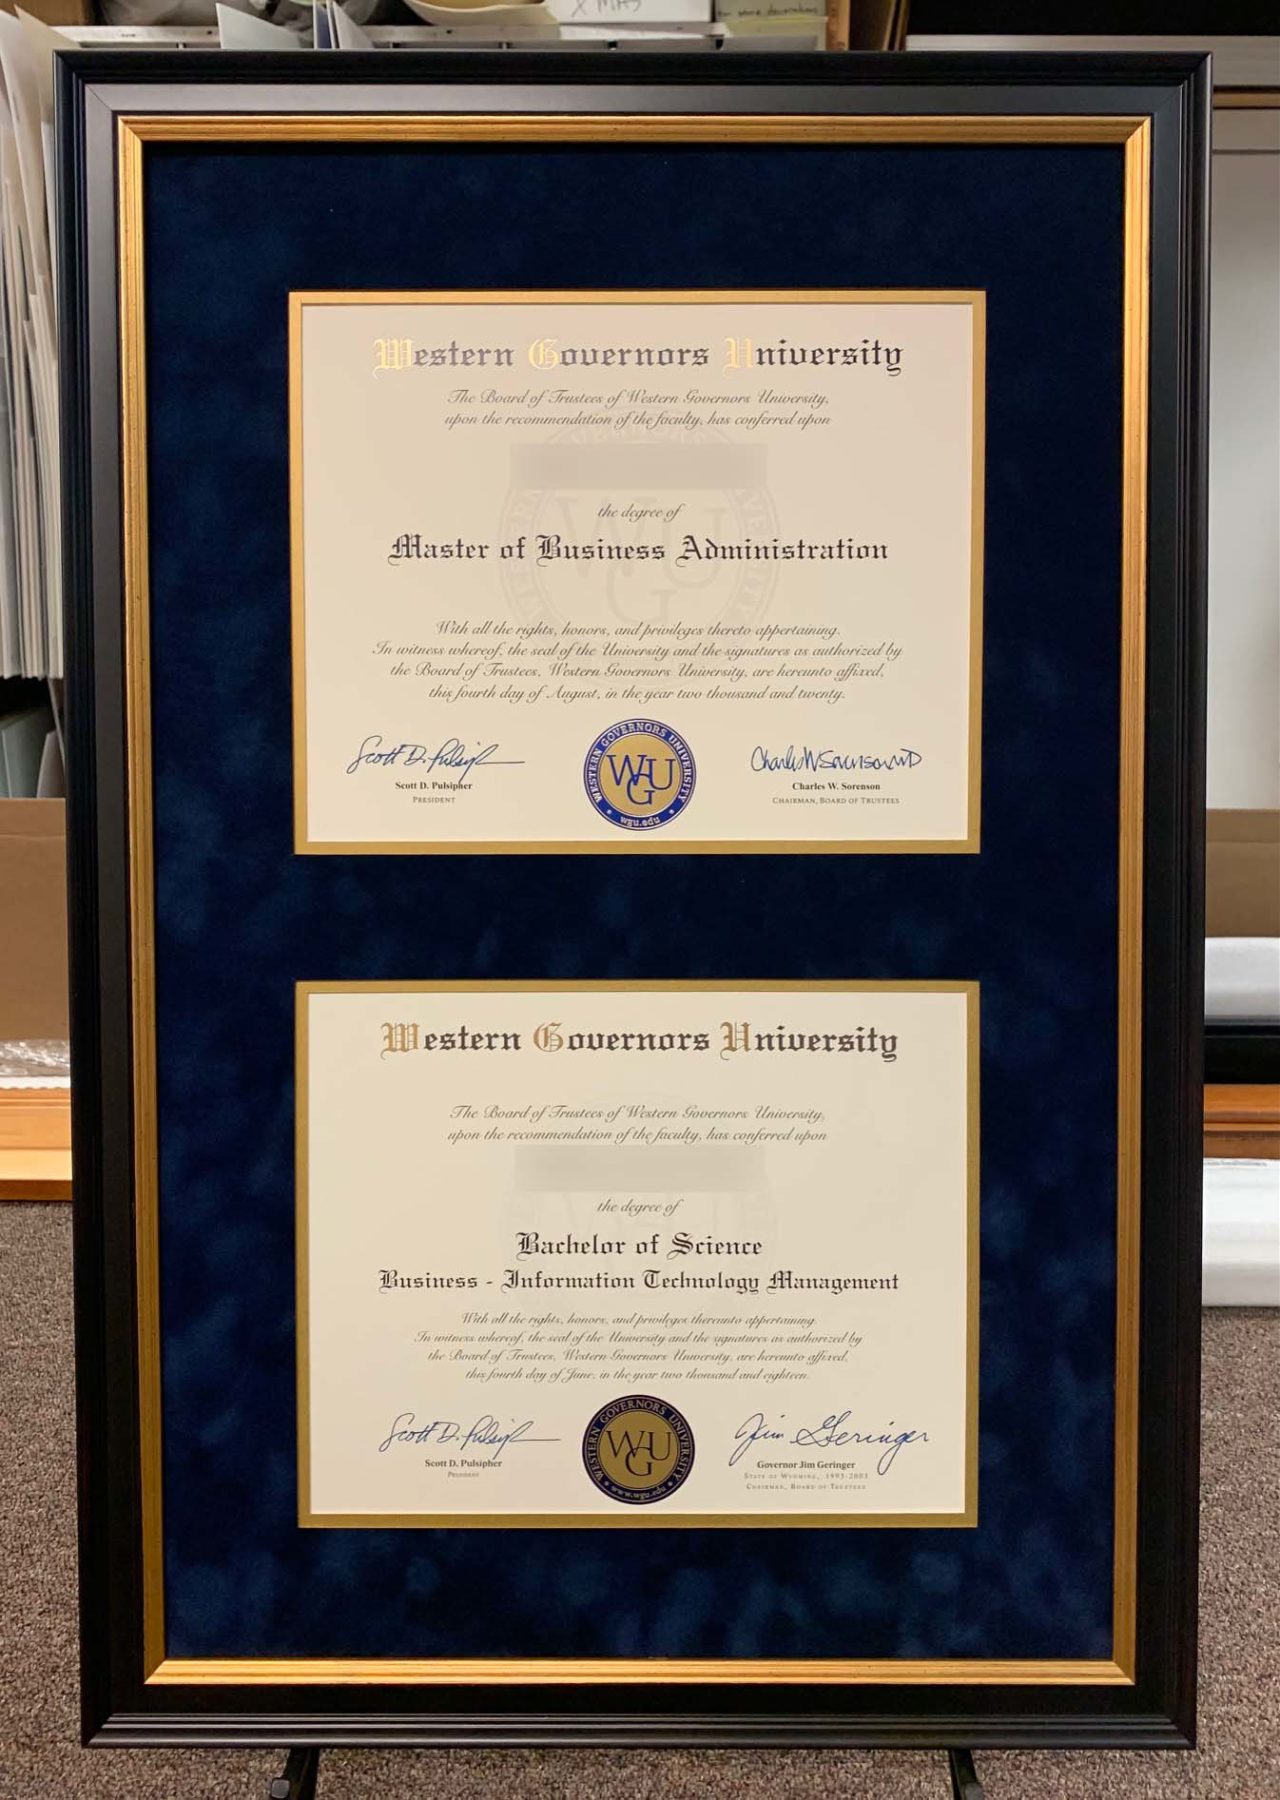 XMAS
Western Governors University
The Board of Trustees of Western Governors University,
upon the recommendation of the faculty, has conferred upon
the degree of
Master of Business Administration
With all the rights, honors, and privileges thereto appertaining.
In witness whereof, the seal of the University and the signatures as authorized by
the Board of Trustees, Western Governors University, are hereunto affixed,
this fourth day of August, in the year two thousand and twenty.
Scott D. Pulsipher
Scott D. Pulsipher
PRESIDENT
WESTERN GOVERNORS UNIVERSITY
WGU
wgu.edu
Charles W Sorenson MD
Charles W. Sorenson
CHAIRMAN, BOARD OF TRUSTEES
Western Governors University
The Board of Trustees of Western Governors University,
upon the recommendation of the faculty, has conferred upon
the degree of
Bachelor of Science
Business - Information Technology Management
With all the rights, honors, and privileges thereunto appertaining.
In witness whereof, the seal of the University and the signatures as authorized by
the Board of Trustees, Western Governors University, are hereunto affixed,
this fourth day of June, in the year two thousand and eighteen.
Scott D. Pulsipher
Scott D. Pulsipher
PRESIDENT
WESTERN GOVERNORS UNIVERSITY
WGU
www.wgu.edu
Jim Geringer
Governor Jim Geringer
STATE OF WYOMING, 1995-2003
CHAIRMAN, BOARD OF TRUSTEES